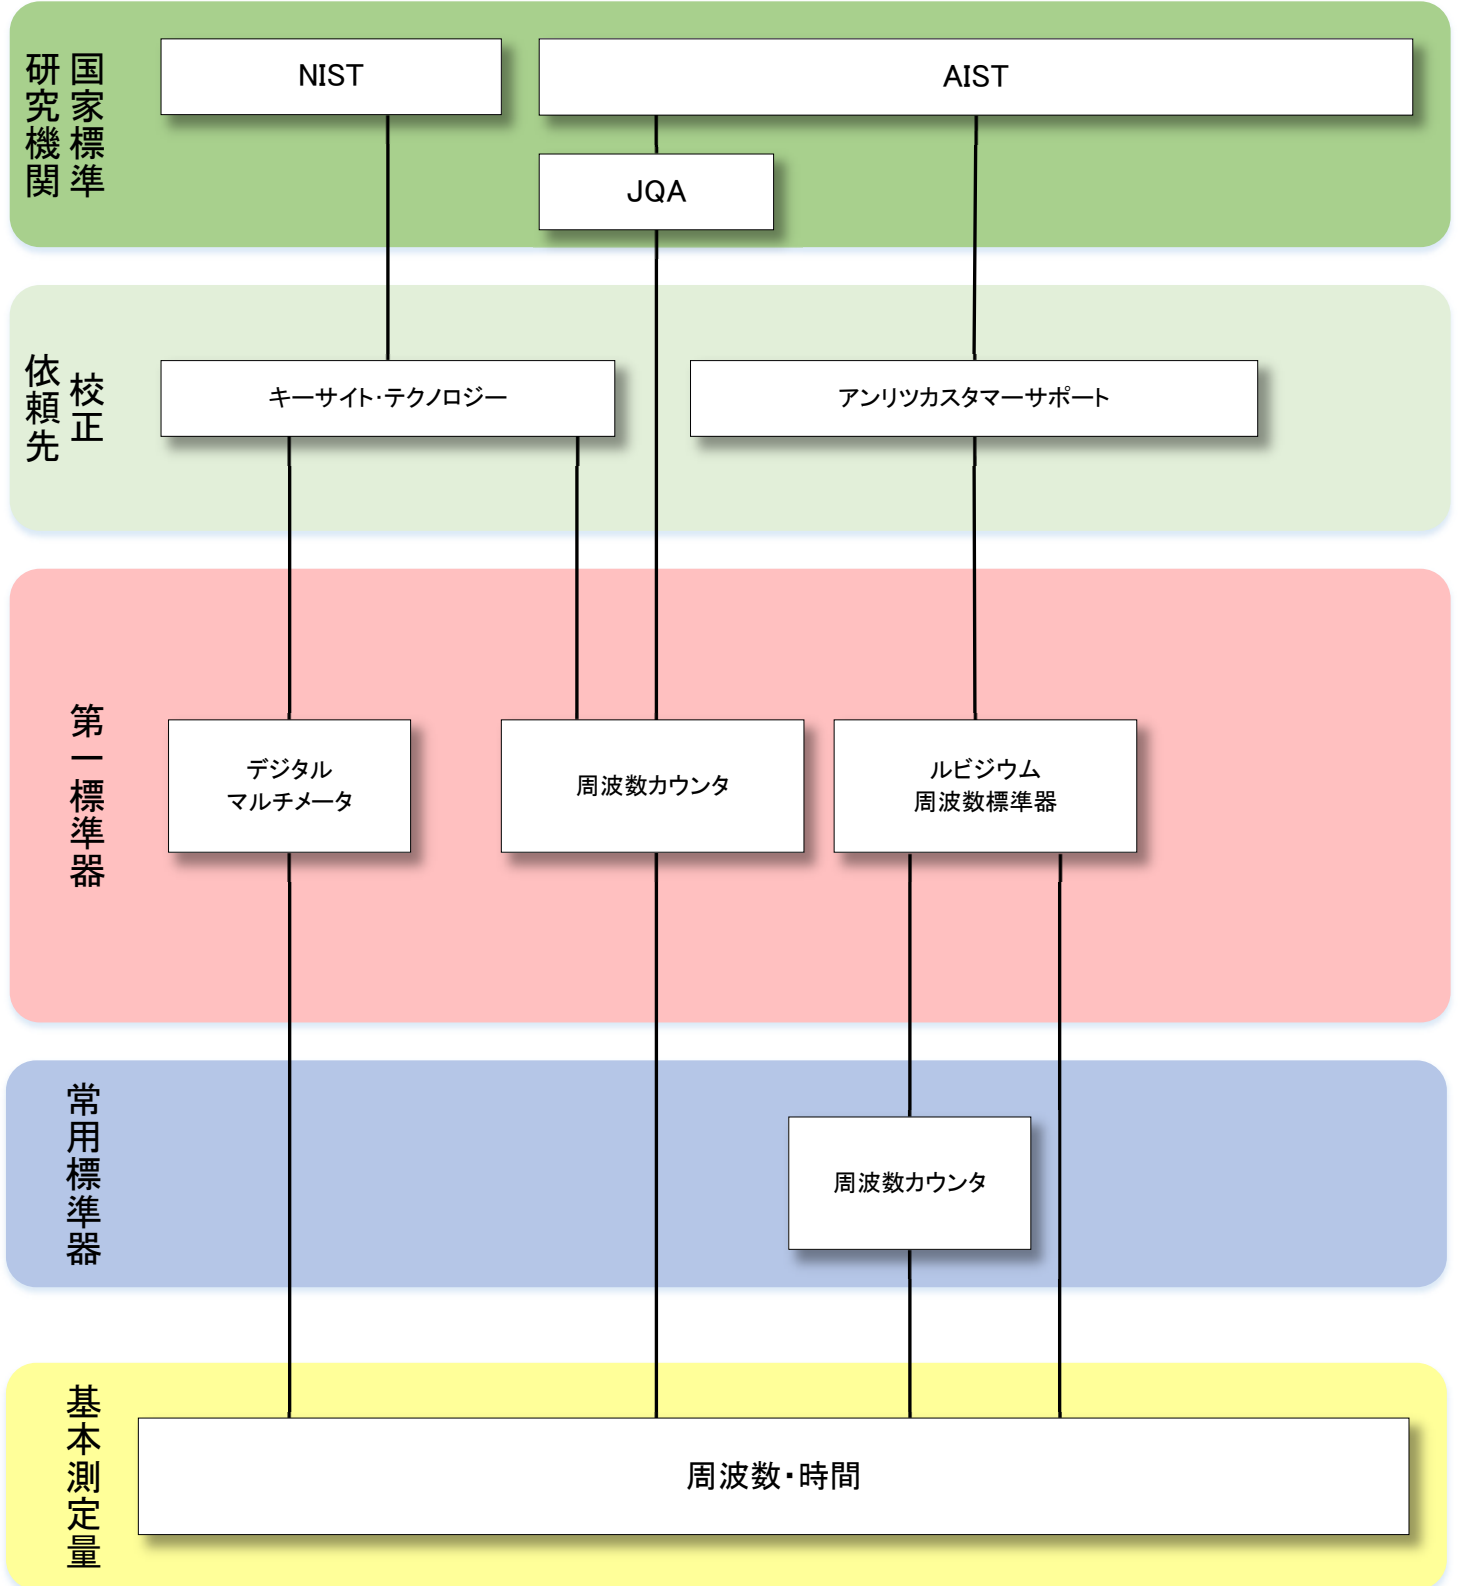 国家標準
研究機関
NIST
AIST
JQA
校正
依頼先
キーサイト・テクノロジー
アンリツカスタマーサポート
第一標準器
デジタル
マルチメータ
周波数カウンタ
ルビジウム
周波数標準器
常用標準器
周波数カウンタ
基本測定量
周波数・時間